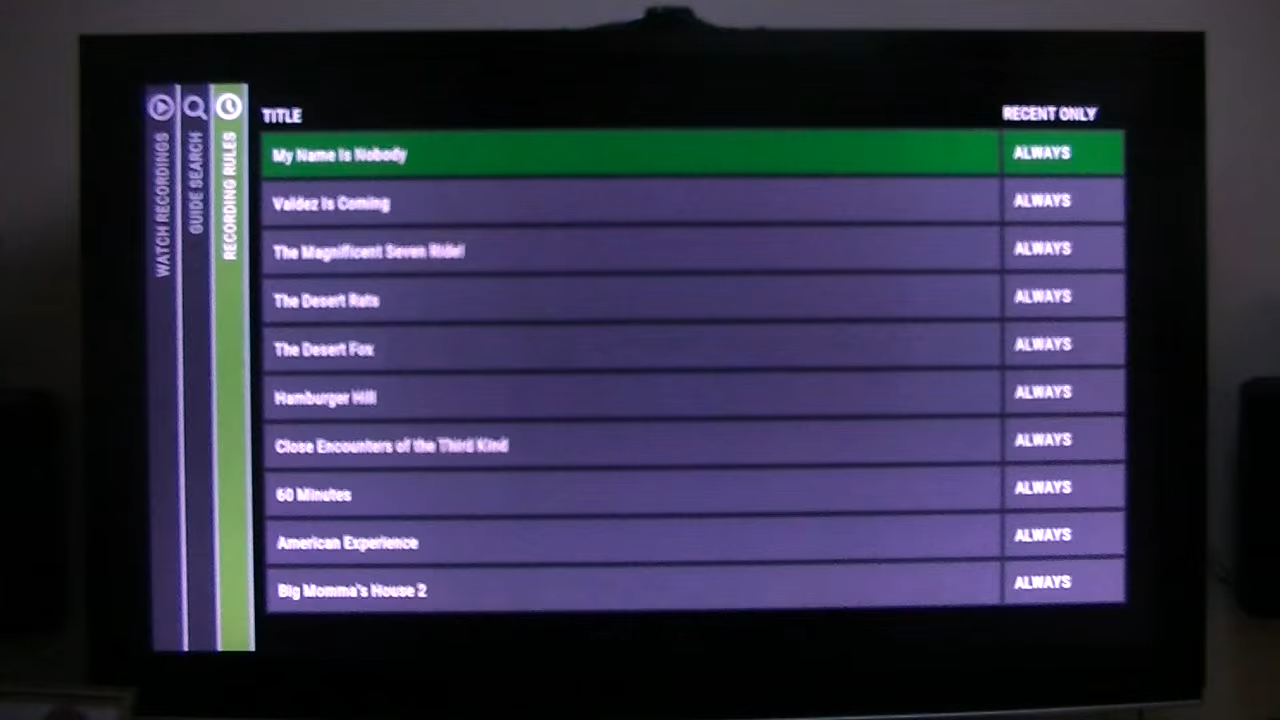 WATCH RECORDINGS
GUIDE SEARCH
RECORDING RULES
TITLE RECENT ONLY
My Name Is Nobody ALWAYS
Valdez Is Coming ALWAYS
The Magnificent Seven Ride! ALWAYS
The Desert Rats ALWAYS
The Desert Fox ALWAYS
Hamburger Hill ALWAYS
Close Encounters of the Third Kind ALWAYS
60 Minutes ALWAYS
American Experience ALWAYS
Big Momma's House 2 ALWAYS